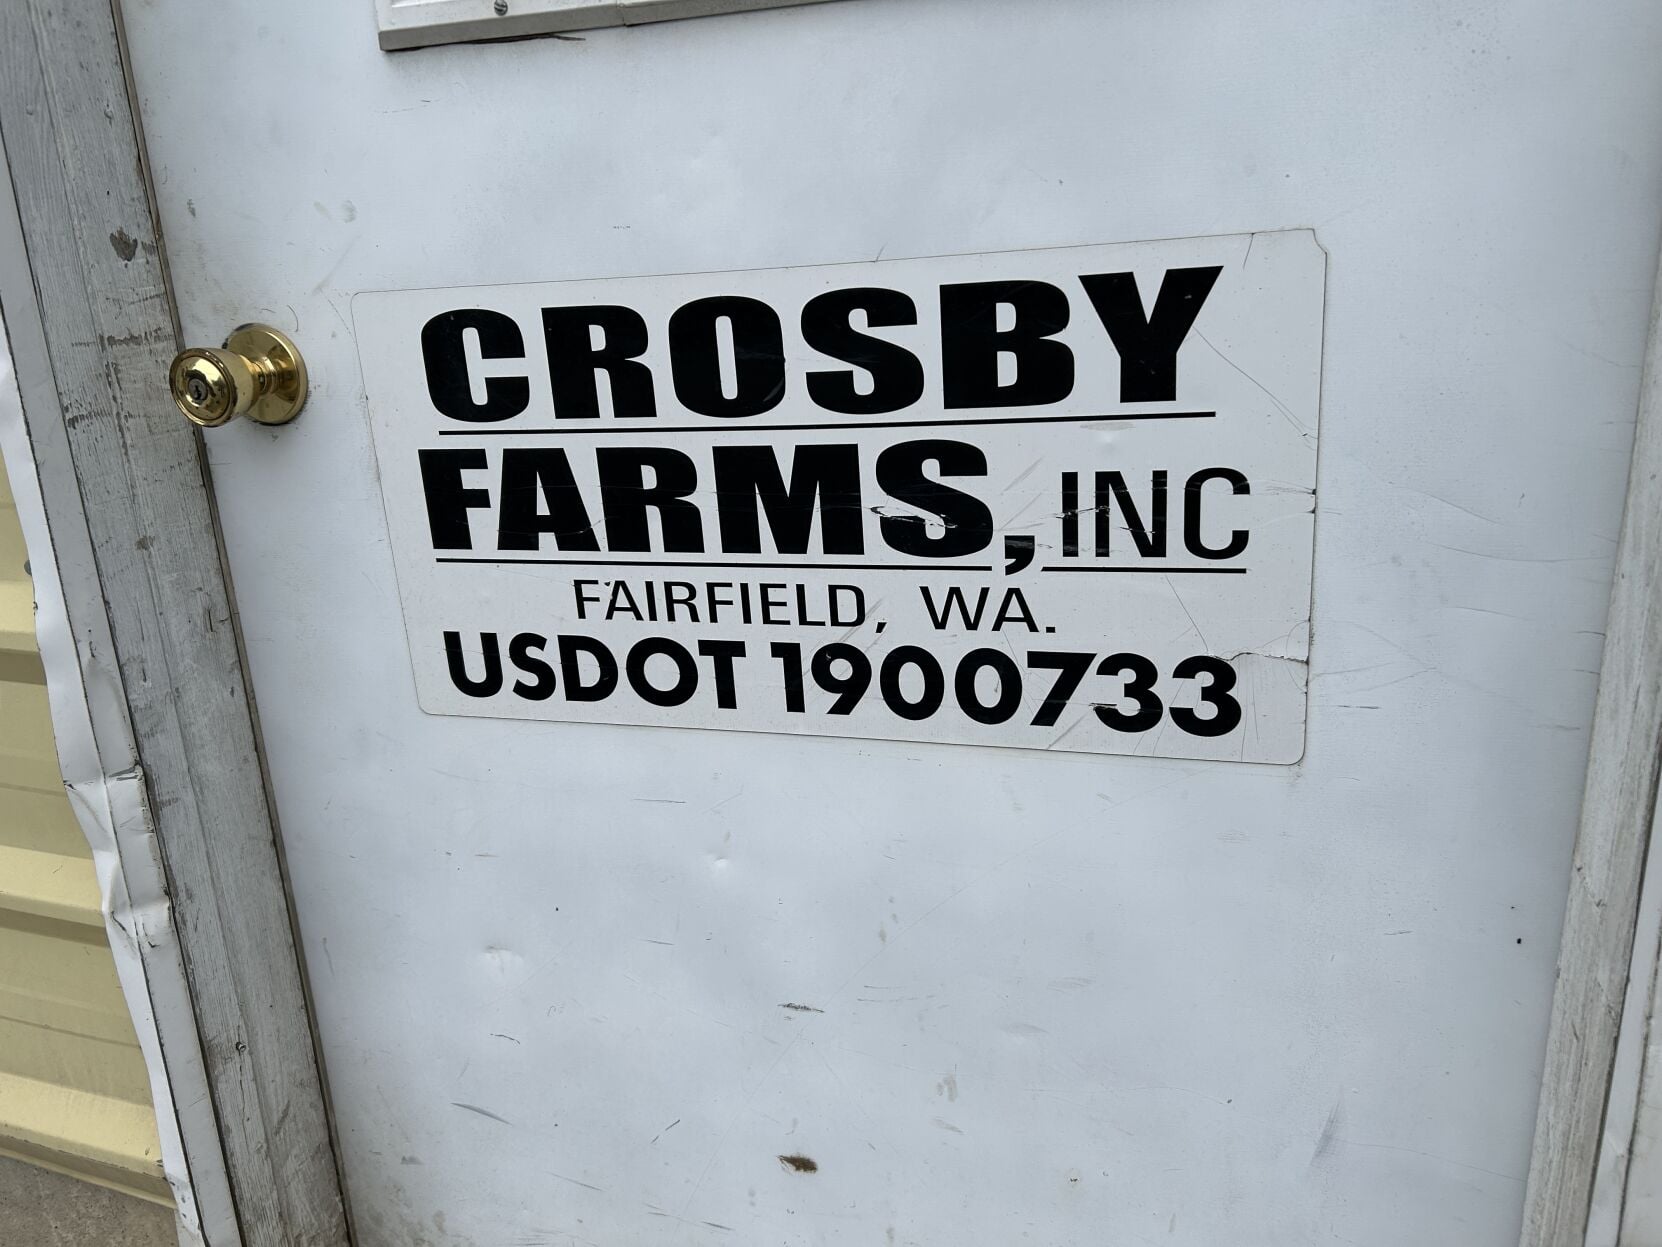 CROSBY
FARMS, INC
FAIRFIELD, WA.
USDOT 1900733